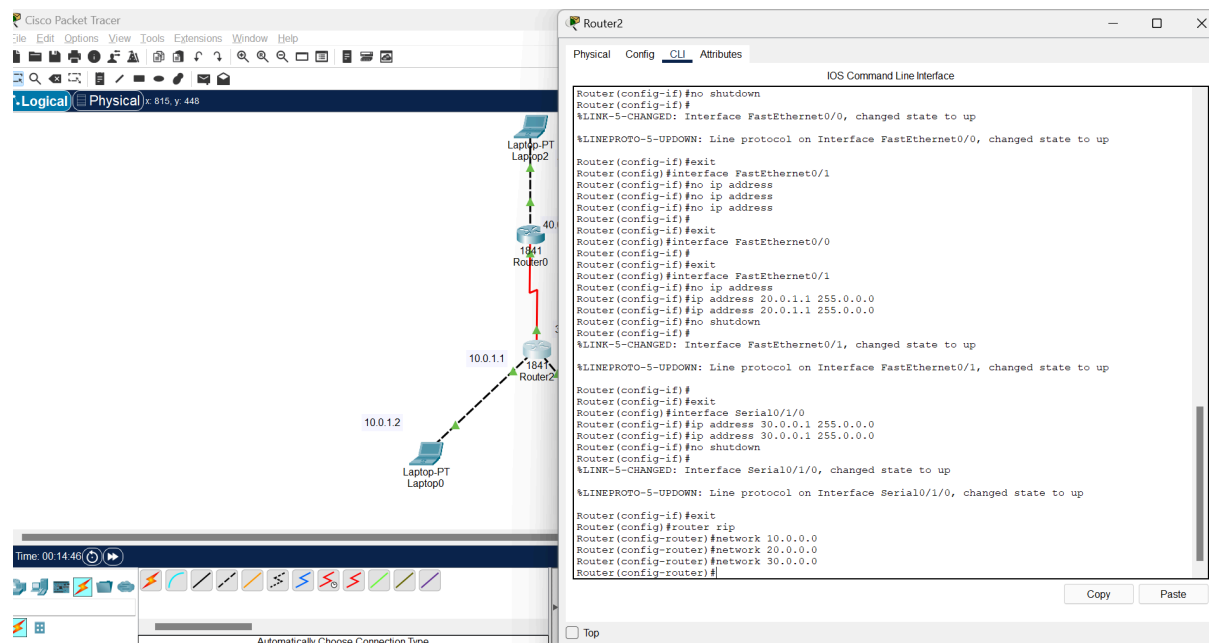 Cisco Packet Tracer
File Edit Options View Tools Extensions Window Help
Logical Physical x: 815, y: 448
Laptop-PT
Laptop2
40.
1841
Router0
10.0.1.1
1841
Router2
10.0.1.2
Laptop-PT
Laptop0
Time: 00:14:46
Automatically Choose Connection Type
Router2
Physical Config CLI Attributes
IOS Command Line Interface
Router(config-if)#no shutdown
Router(config-if)#
%LINK-5-CHANGED: Interface FastEthernet0/0, changed state to up
%LINEPROTO-5-UPDOWN: Line protocol on Interface FastEthernet0/0, changed state to up
Router(config-if)#exit
Router(config)#interface FastEthernet0/1
Router(config-if)#no ip address
Router(config-if)#no ip address
Router(config-if)#no ip address
Router(config-if)#
Router(config-if)#exit
Router(config)#interface FastEthernet0/0
Router(config-if)#
Router(config-if)#exit
Router(config)#interface FastEthernet0/1
Router(config-if)#no ip address
Router(config-if)#ip address 20.0.1.1 255.0.0.0
Router(config-if)#ip address 20.0.1.1 255.0.0.0
Router(config-if)#no shutdown
Router(config-if)#
%LINK-5-CHANGED: Interface FastEthernet0/1, changed state to up
%LINEPROTO-5-UPDOWN: Line protocol on Interface FastEthernet0/1, changed state to up
Router(config-if)#
Router(config-if)#exit
Router(config)#interface Serial0/1/0
Router(config-if)#ip address 30.0.0.1 255.0.0.0
Router(config-if)#ip address 30.0.0.1 255.0.0.0
Router(config-if)#no shutdown
Router(config-if)#
%LINK-5-CHANGED: Interface Serial0/1/0, changed state to up
%LINEPROTO-5-UPDOWN: Line protocol on Interface Serial0/1/0, changed state to up
Router(config-if)#exit
Router(config)#router rip
Router(config-router)#network 10.0.0.0
Router(config-router)#network 20.0.0.0
Router(config-router)#network 30.0.0.0
Router(config-router)#
Copy Paste
Top